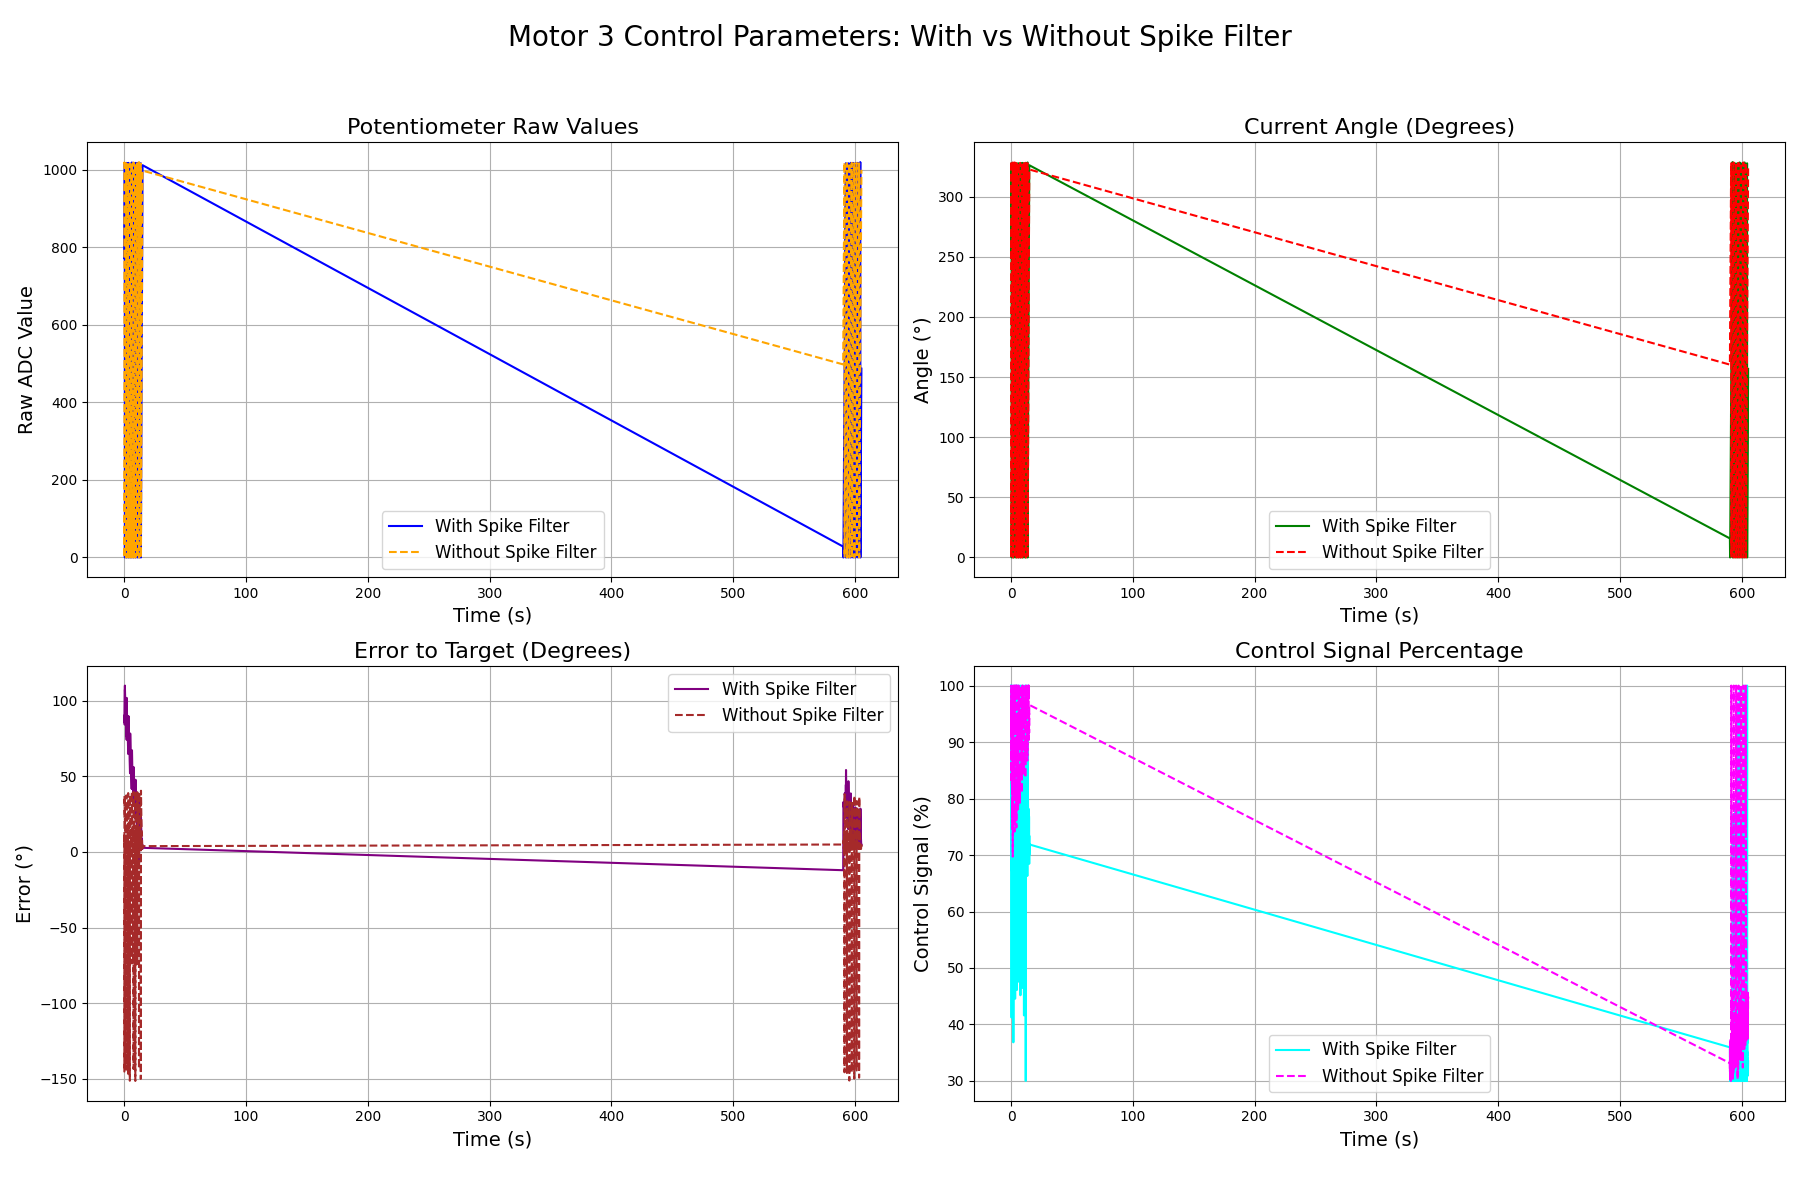 Motor 3 Control Parameters: With vs Without Spike Filter
Potentiometer Raw Values
Raw ADC Value
1000
800
600
400
200
0
With Spike Filter
Without Spike Filter
0 100 200 300 400 500 600
Time (s)
Current Angle (Degrees)
Angle (°)
300
250
200
150
100
50
0
With Spike Filter
Without Spike Filter
0 100 200 300 400 500 600
Time (s)
Error to Target (Degrees)
Error (°)
100
50
0
−50
−100
−150
With Spike Filter
Without Spike Filter
0 100 200 300 400 500 600
Time (s)
Control Signal Percentage
Control Signal (%)
100
90
80
70
60
50
40
30
With Spike Filter
Without Spike Filter
0 100 200 300 400 500 600
Time (s)